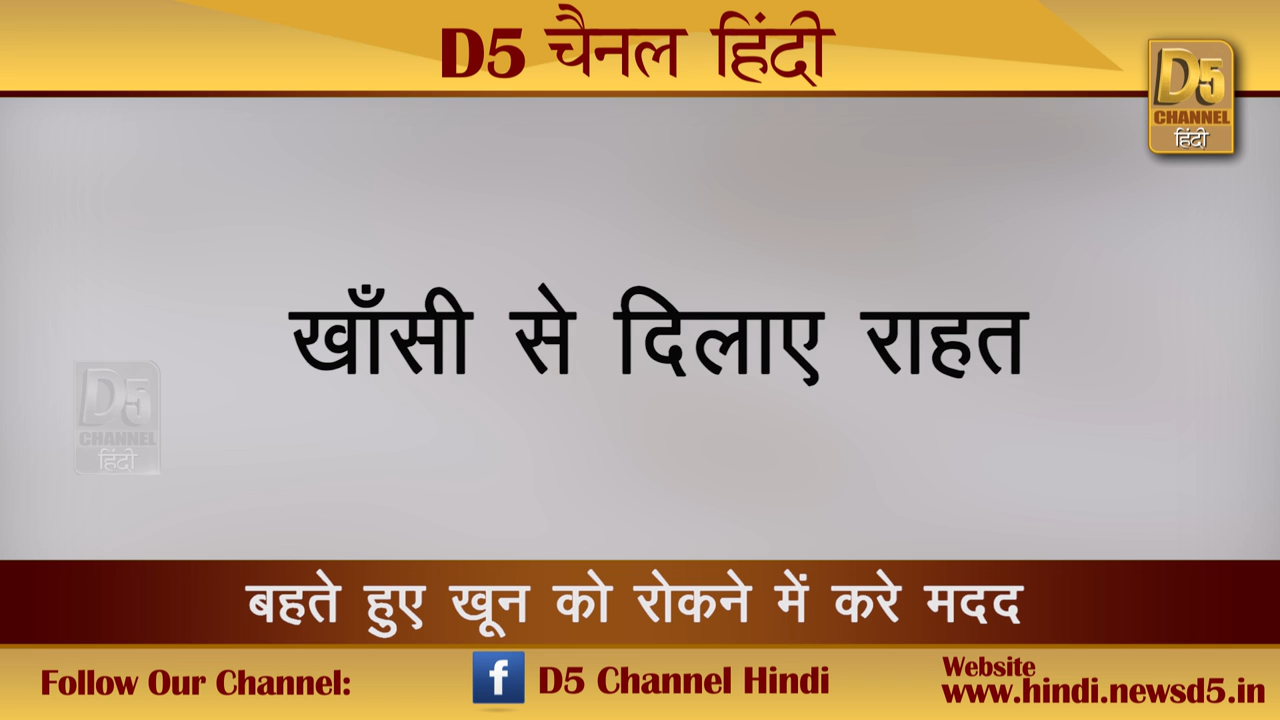 D5 चैनल हिंदी
D5
CHANNEL
हिंदी
खाँसी से दिलाए राहत
D5
CHANNEL
हिंदी
बहते हुए खून को रोकने में करे मदद
Follow Our Channel:
f D5 Channel Hindi
Website
www.hindi.newsd5.in